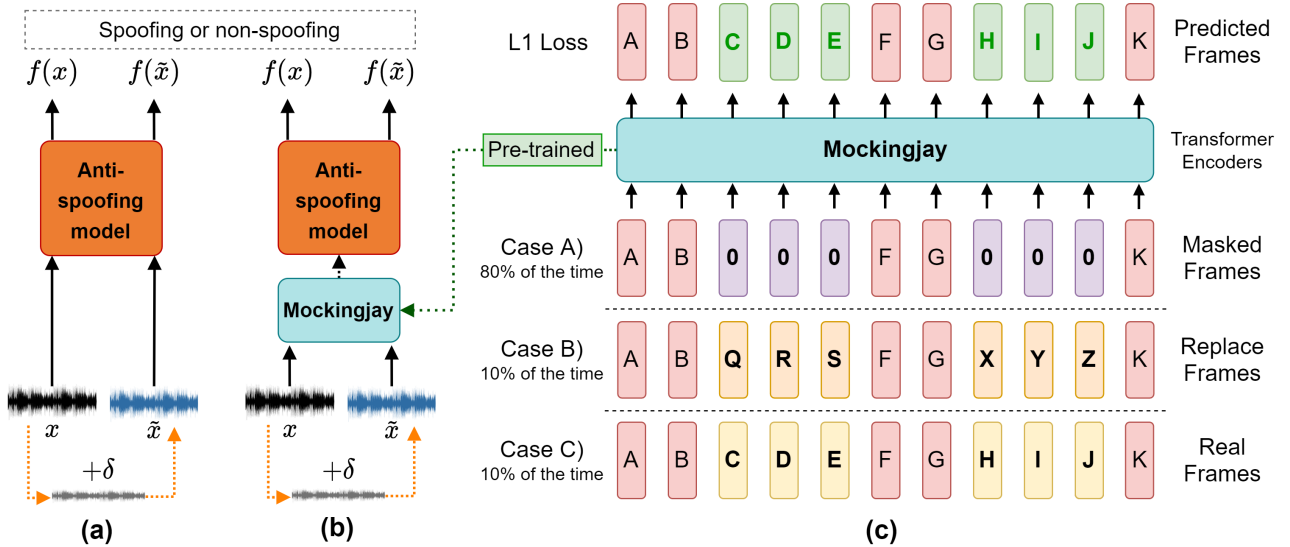 Spoofing or non-spoofing
f(x)
f(x̃)
Anti-
spoofing
model
x
x̃
+δ
(a)
f(x)
f(x̃)
Anti-
spoofing
model
Mockingjay
x
x̃
+δ
(b)
L1 Loss
A B C D E F G H I J K
Predicted
Frames
Pre-trained
Mockingjay
Transformer
Encoders
Case A)
80% of the time
A B 0 0 0 F G 0 0 0 K
Masked
Frames
Case B)
10% of the time
A B Q R S F G X Y Z K
Replace
Frames
Case C)
10% of the time
A B C D E F G H I J K
Real
Frames
(c)